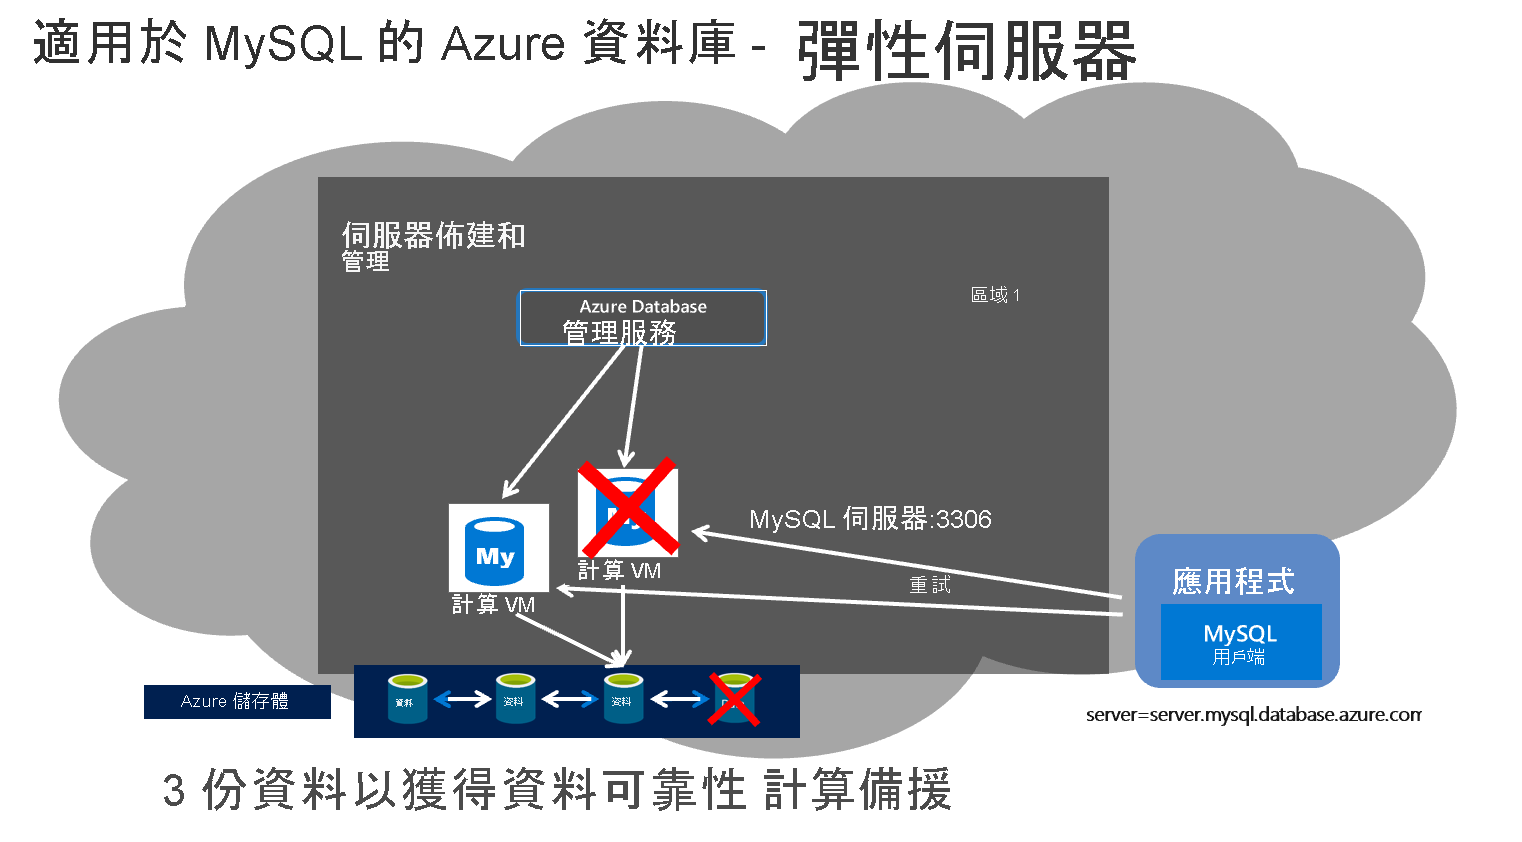 適用於 MySQL 的 Azure 資料庫 - 彈性伺服器
伺服器佈建和
管理
區域 1
Azure Database
管理服務
MySQL 伺服器:3306
My
計算 VM
計算 VM
重試
應用程式
MySQL
用戶端
Azure 儲存體
資料
資料
資料
server=server.mysql.database.azure.com
3 份資料以獲得資料可靠性 計算備援